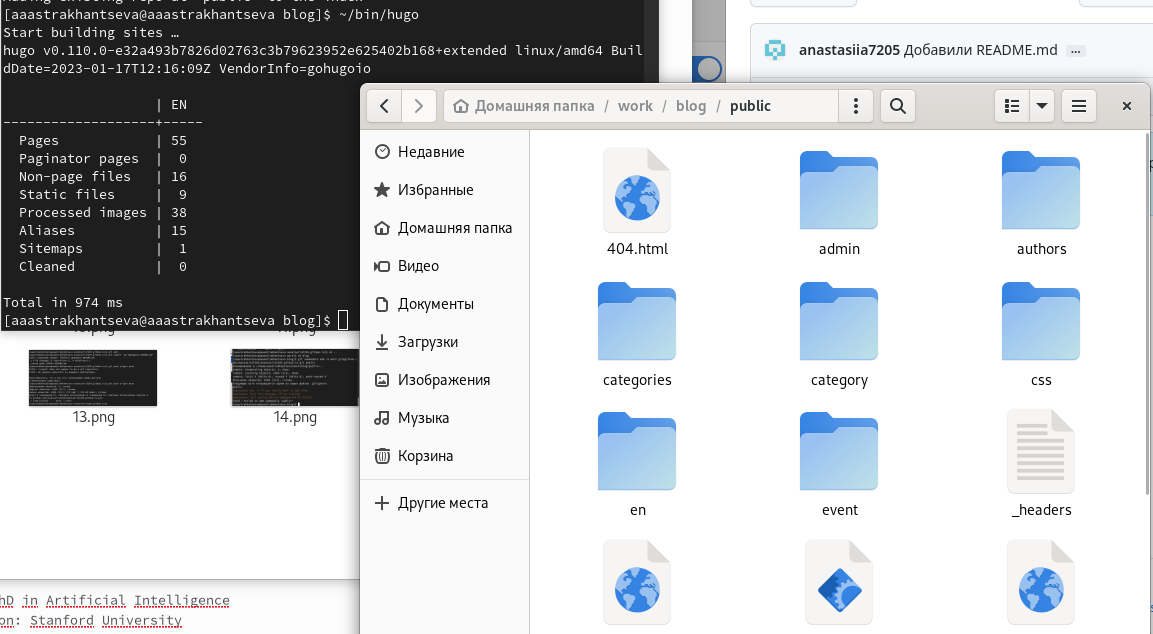 [aaastrakhantseva@aaastrakhantseva blog]$ ~/bin/hugo
Start building sites …
hugo v0.110.0-e32a493b7826d02763c3b79623952e625402b168+extended linux/amd64 Buil
dDate=2023-01-17T12:16:09Z VendorInfo=gohugoio
| EN
-------------------+-----
Pages | 55
Paginator pages | 0
Non-page files | 16
Static files | 9
Processed images | 38
Aliases | 15
Sitemaps | 1
Cleaned | 0
Total in 974 ms
[aaastrakhantseva@aaastrakhantseva blog]$
13.png
14.png
hD in Artificial Intelligence
on: Stanford University
anastasiia7205 Добавили README.md ...
Домашняя папка / work / blog / public
Недавние
Избранные
Домашняя папка
Видео
Документы
Загрузки
Изображения
Музыка
Корзина
Другие места
404.html
admin
authors
categories
category
css
en
event
_headers